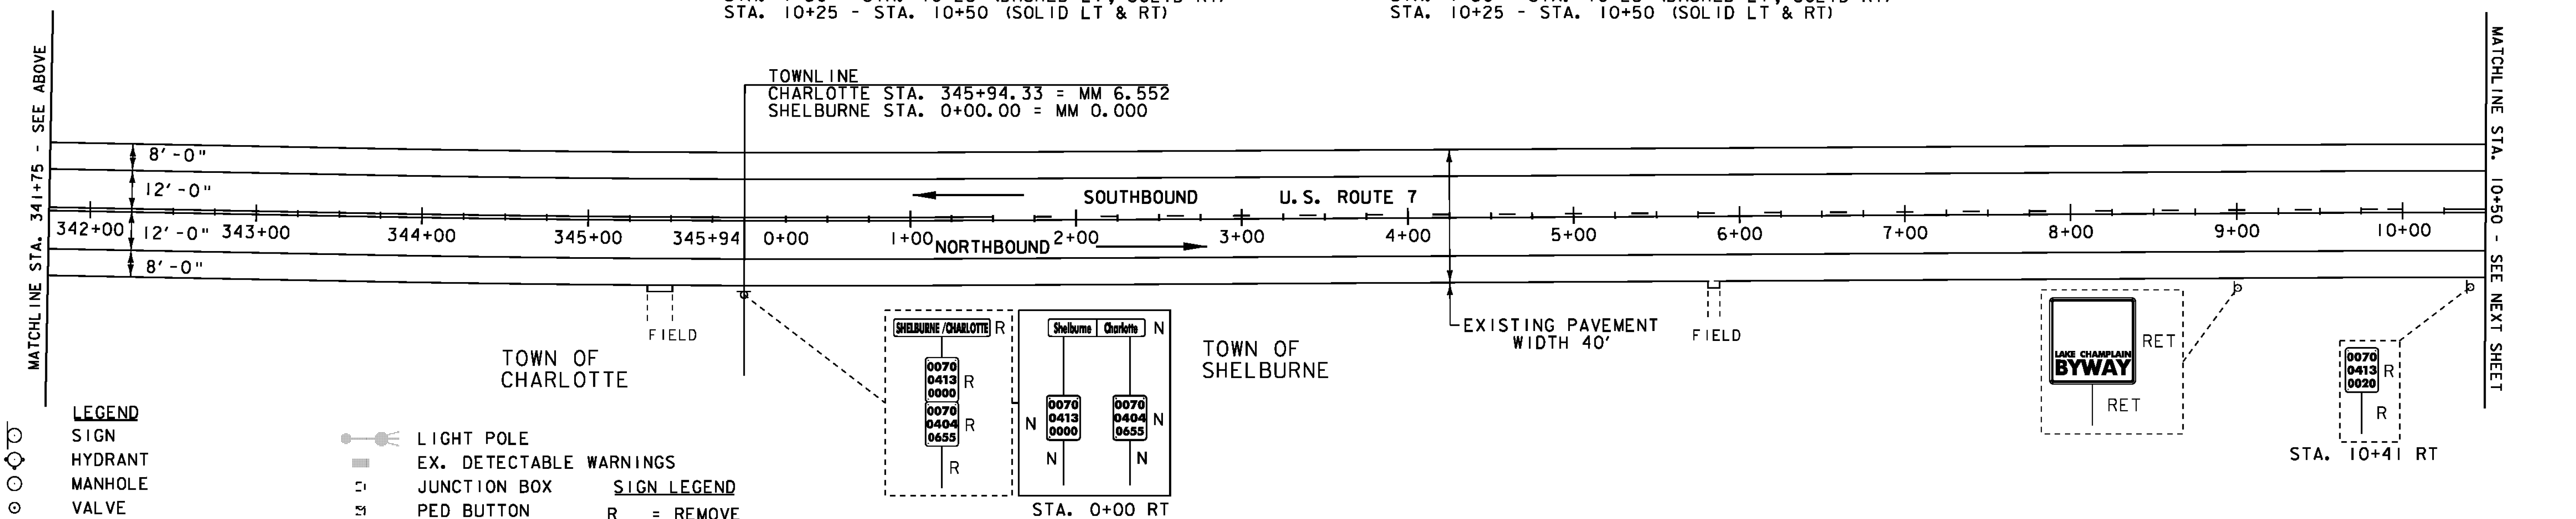 STA. 10+25 - STA. 10+50 (SOLID LT & RT)
STA. 10+25 - STA. 10+50 (SOLID LT & RT)
MATCHLINE STA. 341+75 - SEE ABOVE
MATCHLINE STA. 10+50 - SEE NEXT SHEET
TOWNLINE
CHARLOTTE STA. 345+94.33 = MM 6.552
SHELBURNE STA. 0+00.00 = MM 0.000
8'-0"
12'-0"
SOUTHBOUND
U.S. ROUTE 7
342+00
12'-0"
343+00
344+00
345+00
345+94
0+00
1+00
NORTHBOUND
2+00
3+00
4+00
5+00
6+00
7+00
8+00
9+00
10+00
8'-0"
FIELD
TOWN OF
CHARLOTTE
SHELBURNE/CHARLOTTE R
0070
0413
0000
R
0070
0404
0655
R
R
Shelburne Charlotte N
N
0070
0413
0000
0070
0404
0655
N
N
N
STA. 0+00 RT
TOWN OF
SHELBURNE
EXISTING PAVEMENT
WIDTH 40'
FIELD
LAKE CHAMPLAIN
BYWAY
RET
RET
0070
0413
0020
R
R
STA. 10+41 RT
LEGEND
SIGN
HYDRANT
MANHOLE
VALVE
LIGHT POLE
EX. DETECTABLE WARNINGS
JUNCTION BOX
PED BUTTON
SIGN LEGEND
R = REMOVE